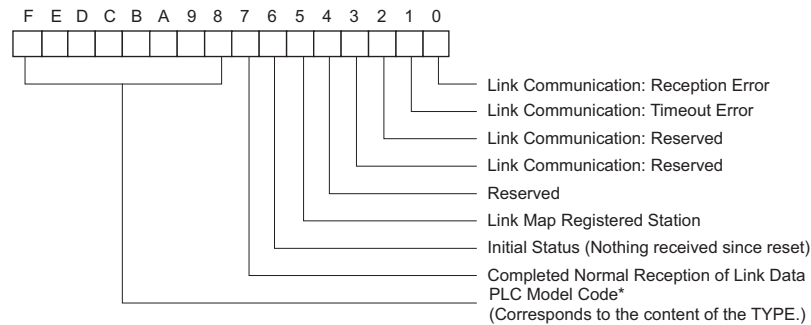 F E D C B A 9 8 7 6 5 4 3 2 1 0
Link Communication: Reception Error
Link Communication: Timeout Error
Link Communication: Reserved
Link Communication: Reserved
Reserved
Link Map Registered Station
Initial Status (Nothing received since reset)
Completed Normal Reception of Link Data
PLC Model Code*
(Corresponds to the content of the TYPE.)